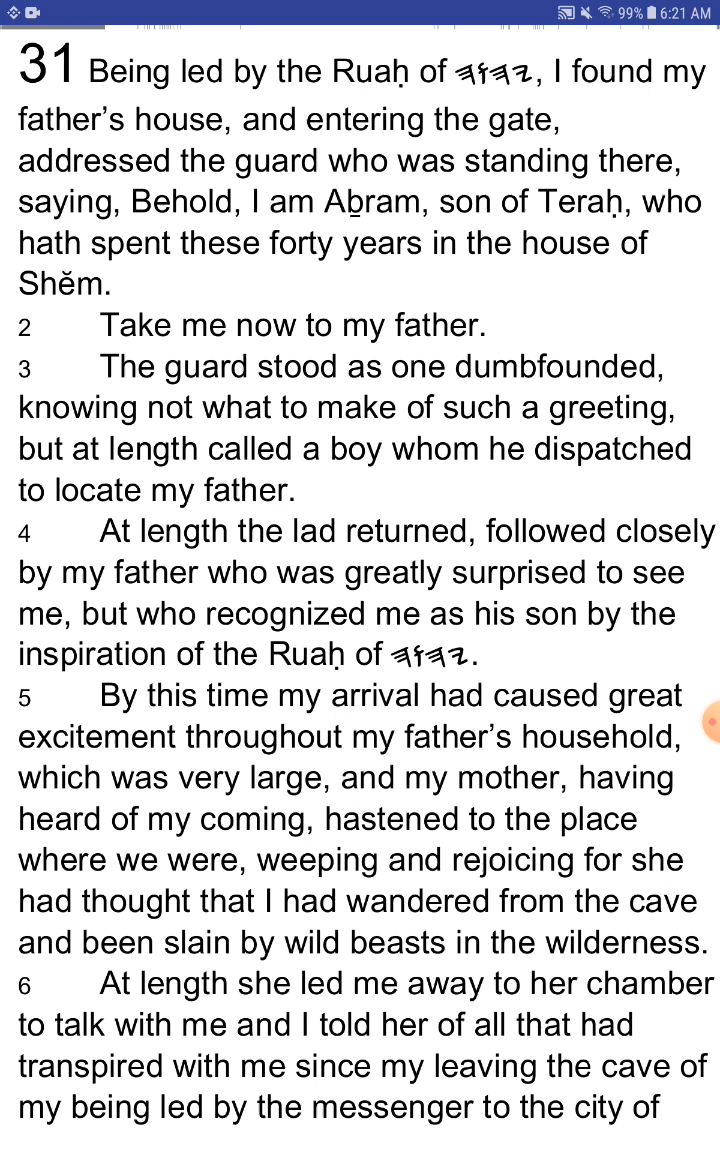 99% 6:21 AM
31 Being led by the Ruaḥ of 𐤉𐤄𐤅𐤄, I found my
father’s house, and entering the gate,
addressed the guard who was standing there,
saying, Behold, I am Aḇram, son of Teraḥ, who
hath spent these forty years in the house of
Shĕm.
2 Take me now to my father.
3 The guard stood as one dumbfounded,
knowing not what to make of such a greeting,
but at length called a boy whom he dispatched
to locate my father.
4 At length the lad returned, followed closely
by my father who was greatly surprised to see
me, but who recognized me as his son by the
inspiration of the Ruaḥ of 𐤉𐤄𐤅𐤄.
5 By this time my arrival had caused great
excitement throughout my father’s household,
which was very large, and my mother, having
heard of my coming, hastened to the place
where we were, weeping and rejoicing for she
had thought that I had wandered from the cave
and been slain by wild beasts in the wilderness.
6 At length she led me away to her chamber
to talk with me and I told her of all that had
transpired with me since my leaving the cave of
my being led by the messenger to the city of